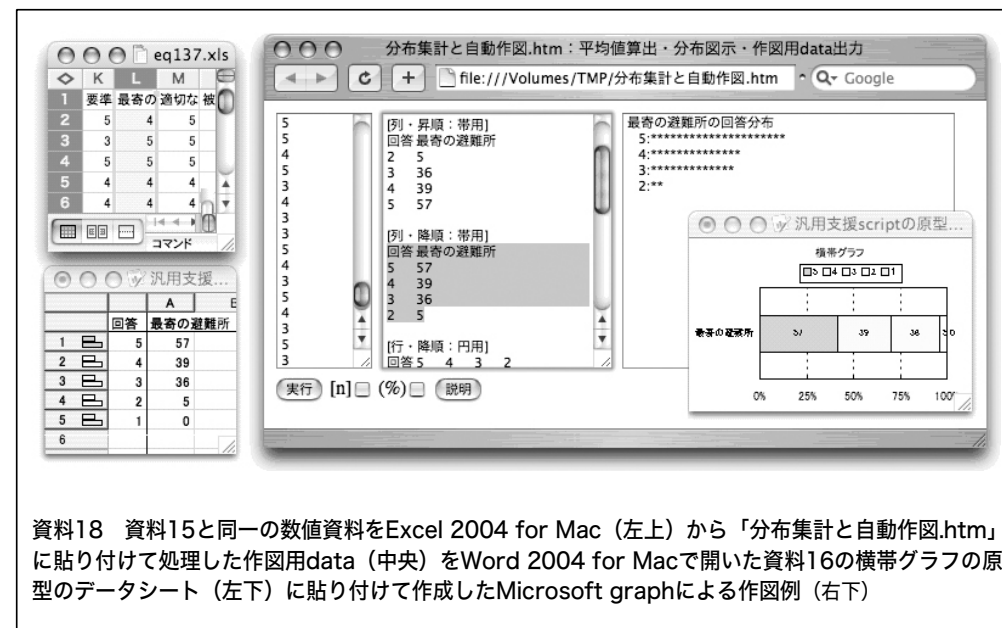 eq137.xls
K L M
1 要準 最寄の 適切な 被
2 5 4 5
3 3 5 5
4 5 5 5
5 4 4 4
6 4 4 4
コマンド
汎用支援...
A E
回答 最寄の避難所
1 5 57
2 4 39
3 3 36
4 2 5
5 1 0
6
分布集計と自動作図.htm：平均値算出・分布図示・作図用data出力
file:///Volumes/TMP/分布集計と自動作図.htm
Google
5
5
4
5
3
4
3
3
5
4
3
5
4
3
5
3
[列・昇順：帯用]
回答 最寄の避難所
2 5
3 36
4 39
5 57
[列・降順：帯用]
回答 最寄の避難所
5 57
4 39
3 36
2 5
[行・降順：円用]
回答 5 4 3 2
最寄の避難所の回答分布
5:*********************
4:**************
3:*************
2:**
実行 [n] (%) 説明
汎用支援scriptの原型...
横帯グラフ
5 4 3 2 1
最寄の避難所 57 39 36 5 0
0% 25% 50% 75% 100%
資料18　資料15と同一の数値資料をExcel 2004 for Mac（左上）から「分布集計と自動作図.htm」
に貼り付けて処理した作図用data（中央）をWord 2004 for Macで開いた資料16の横帯グラフの原
型のデータシート（左下）に貼り付けて作成したMicrosoft graphによる作図例（右下）